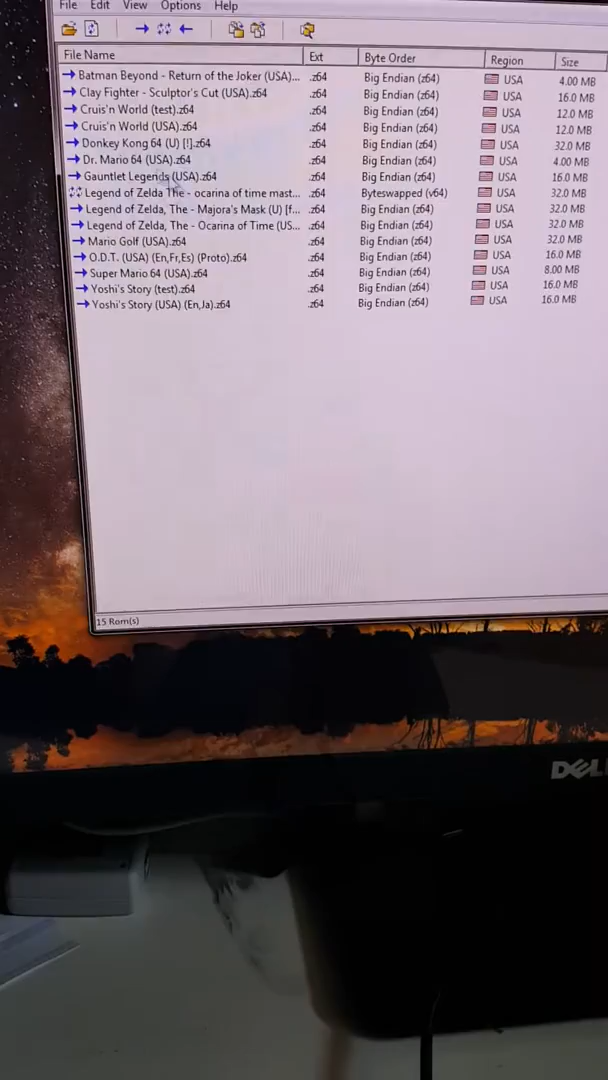 File Edit View Options Help
File Name Ext Byte Order Region Size
Batman Beyond - Return of the Joker (USA)... .z64 Big Endian (z64) USA 4.00 MB
Clay Fighter - Sculptor's Cut (USA).z64 .z64 Big Endian (z64) USA 16.0 MB
Cruis'n World (test).z64 .z64 Big Endian (z64) USA 12.0 MB
Cruis'n World (USA).z64 .z64 Big Endian (z64) USA 12.0 MB
Donkey Kong 64 (U) [!].z64 .z64 Big Endian (z64) USA 32.0 MB
Dr. Mario 64 (USA).z64 .z64 Big Endian (z64) USA 4.00 MB
Gauntlet Legends (USA).z64 .z64 Big Endian (z64) USA 16.0 MB
Legend of Zelda The - ocarina of time mast... .z64 Byteswapped (v64) USA 32.0 MB
Legend of Zelda, The - Majora's Mask (U) [f... .z64 Big Endian (z64) USA 32.0 MB
Legend of Zelda, The - Ocarina of Time (US... .z64 Big Endian (z64) USA 32.0 MB
Mario Golf (USA).z64 .z64 Big Endian (z64) USA 32.0 MB
O.D.T. (USA) (En,Fr,Es) (Proto).z64 .z64 Big Endian (z64) USA 16.0 MB
Super Mario 64 (USA).z64 .z64 Big Endian (z64) USA 8.00 MB
Yoshi's Story (test).z64 .z64 Big Endian (z64) USA 16.0 MB
Yoshi's Story (USA) (En,Ja).z64 .z64 Big Endian (z64) USA 16.0 MB
15 Rom(s)
DELL